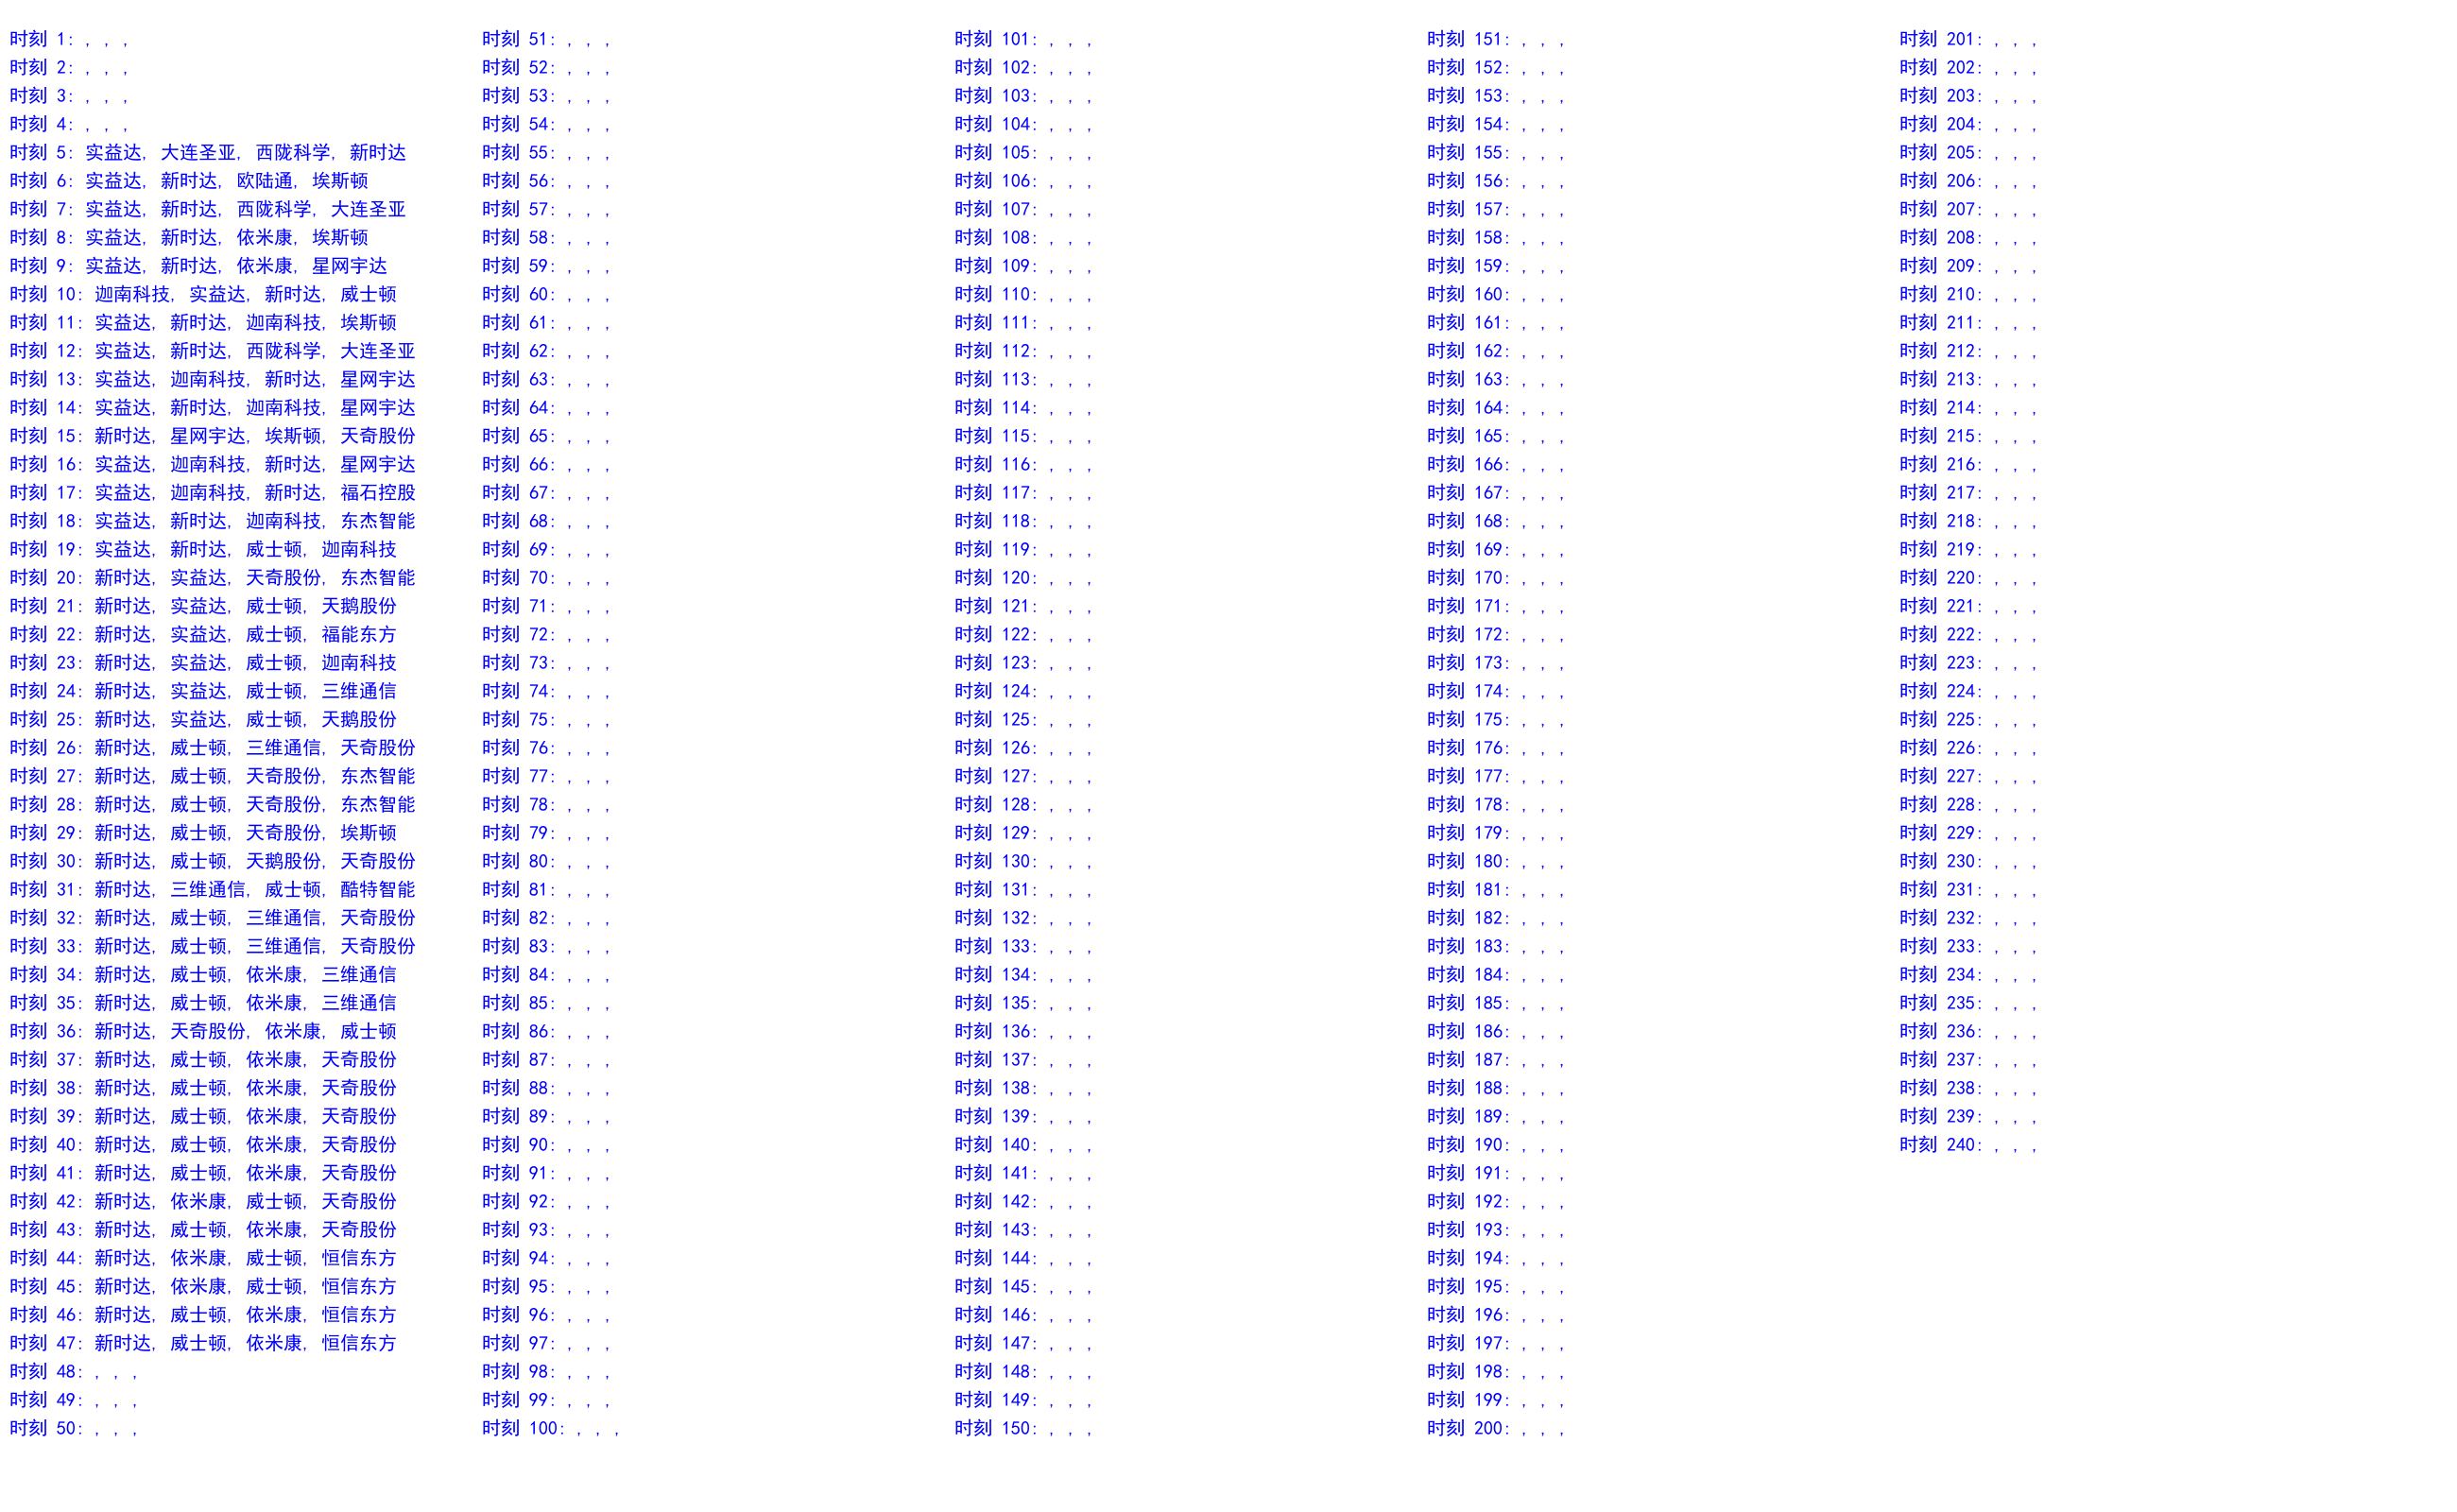 时刻 1: , , ,
时刻 2: , , ,
时刻 3: , , ,
时刻 4: , , ,
时刻 5: 实益达, 大连圣亚, 西陇科学, 新时达
时刻 6: 实益达, 新时达, 欧陆通, 埃斯顿
时刻 7: 实益达, 新时达, 西陇科学, 大连圣亚
时刻 8: 实益达, 新时达, 依米康, 埃斯顿
时刻 9: 实益达, 新时达, 依米康, 星网宇达
时刻 10: 迦南科技, 实益达, 新时达, 威士顿
时刻 11: 实益达, 新时达, 迦南科技, 埃斯顿
时刻 12: 实益达, 新时达, 西陇科学, 大连圣亚
时刻 13: 实益达, 迦南科技, 新时达, 星网宇达
时刻 14: 实益达, 新时达, 迦南科技, 星网宇达
时刻 15: 新时达, 星网宇达, 埃斯顿, 天奇股份
时刻 16: 实益达, 迦南科技, 新时达, 星网宇达
时刻 17: 实益达, 迦南科技, 新时达, 福石控股
时刻 18: 实益达, 新时达, 迦南科技, 东杰智能
时刻 19: 实益达, 新时达, 威士顿, 迦南科技
时刻 20: 新时达, 实益达, 天奇股份, 东杰智能
时刻 21: 新时达, 实益达, 威士顿, 天鹅股份
时刻 22: 新时达, 实益达, 威士顿, 福能东方
时刻 23: 新时达, 实益达, 威士顿, 迦南科技
时刻 24: 新时达, 实益达, 威士顿, 三维通信
时刻 25: 新时达, 实益达, 威士顿, 天鹅股份
时刻 26: 新时达, 威士顿, 三维通信, 天奇股份
时刻 27: 新时达, 威士顿, 天奇股份, 东杰智能
时刻 28: 新时达, 威士顿, 天奇股份, 东杰智能
时刻 29: 新时达, 威士顿, 天奇股份, 埃斯顿
时刻 30: 新时达, 威士顿, 天鹅股份, 天奇股份
时刻 31: 新时达, 三维通信, 威士顿, 酷特智能
时刻 32: 新时达, 威士顿, 三维通信, 天奇股份
时刻 33: 新时达, 威士顿, 三维通信, 天奇股份
时刻 34: 新时达, 威士顿, 依米康, 三维通信
时刻 35: 新时达, 威士顿, 依米康, 三维通信
时刻 36: 新时达, 天奇股份, 依米康, 威士顿
时刻 37: 新时达, 威士顿, 依米康, 天奇股份
时刻 38: 新时达, 威士顿, 依米康, 天奇股份
时刻 39: 新时达, 威士顿, 依米康, 天奇股份
时刻 40: 新时达, 威士顿, 依米康, 天奇股份
时刻 41: 新时达, 威士顿, 依米康, 天奇股份
时刻 42: 新时达, 依米康, 威士顿, 天奇股份
时刻 43: 新时达, 威士顿, 依米康, 天奇股份
时刻 44: 新时达, 依米康, 威士顿, 恒信东方
时刻 45: 新时达, 依米康, 威士顿, 恒信东方
时刻 46: 新时达, 威士顿, 依米康, 恒信东方
时刻 47: 新时达, 威士顿, 依米康, 恒信东方
时刻 48: , , ,
时刻 49: , , ,
时刻 50: , , ,
时刻 51: , , ,
时刻 52: , , ,
时刻 53: , , ,
时刻 54: , , ,
时刻 55: , , ,
时刻 56: , , ,
时刻 57: , , ,
时刻 58: , , ,
时刻 59: , , ,
时刻 60: , , ,
时刻 61: , , ,
时刻 62: , , ,
时刻 63: , , ,
时刻 64: , , ,
时刻 65: , , ,
时刻 66: , , ,
时刻 67: , , ,
时刻 68: , , ,
时刻 69: , , ,
时刻 70: , , ,
时刻 71: , , ,
时刻 72: , , ,
时刻 73: , , ,
时刻 74: , , ,
时刻 75: , , ,
时刻 76: , , ,
时刻 77: , , ,
时刻 78: , , ,
时刻 79: , , ,
时刻 80: , , ,
时刻 81: , , ,
时刻 82: , , ,
时刻 83: , , ,
时刻 84: , , ,
时刻 85: , , ,
时刻 86: , , ,
时刻 87: , , ,
时刻 88: , , ,
时刻 89: , , ,
时刻 90: , , ,
时刻 91: , , ,
时刻 92: , , ,
时刻 93: , , ,
时刻 94: , , ,
时刻 95: , , ,
时刻 96: , , ,
时刻 97: , , ,
时刻 98: , , ,
时刻 99: , , ,
时刻 100: , , ,
时刻 101: , , ,
时刻 102: , , ,
时刻 103: , , ,
时刻 104: , , ,
时刻 105: , , ,
时刻 106: , , ,
时刻 107: , , ,
时刻 108: , , ,
时刻 109: , , ,
时刻 110: , , ,
时刻 111: , , ,
时刻 112: , , ,
时刻 113: , , ,
时刻 114: , , ,
时刻 115: , , ,
时刻 116: , , ,
时刻 117: , , ,
时刻 118: , , ,
时刻 119: , , ,
时刻 120: , , ,
时刻 121: , , ,
时刻 122: , , ,
时刻 123: , , ,
时刻 124: , , ,
时刻 125: , , ,
时刻 126: , , ,
时刻 127: , , ,
时刻 128: , , ,
时刻 129: , , ,
时刻 130: , , ,
时刻 131: , , ,
时刻 132: , , ,
时刻 133: , , ,
时刻 134: , , ,
时刻 135: , , ,
时刻 136: , , ,
时刻 137: , , ,
时刻 138: , , ,
时刻 139: , , ,
时刻 140: , , ,
时刻 141: , , ,
时刻 142: , , ,
时刻 143: , , ,
时刻 144: , , ,
时刻 145: , , ,
时刻 146: , , ,
时刻 147: , , ,
时刻 148: , , ,
时刻 149: , , ,
时刻 150: , , ,
时刻 151: , , ,
时刻 152: , , ,
时刻 153: , , ,
时刻 154: , , ,
时刻 155: , , ,
时刻 156: , , ,
时刻 157: , , ,
时刻 158: , , ,
时刻 159: , , ,
时刻 160: , , ,
时刻 161: , , ,
时刻 162: , , ,
时刻 163: , , ,
时刻 164: , , ,
时刻 165: , , ,
时刻 166: , , ,
时刻 167: , , ,
时刻 168: , , ,
时刻 169: , , ,
时刻 170: , , ,
时刻 171: , , ,
时刻 172: , , ,
时刻 173: , , ,
时刻 174: , , ,
时刻 175: , , ,
时刻 176: , , ,
时刻 177: , , ,
时刻 178: , , ,
时刻 179: , , ,
时刻 180: , , ,
时刻 181: , , ,
时刻 182: , , ,
时刻 183: , , ,
时刻 184: , , ,
时刻 185: , , ,
时刻 186: , , ,
时刻 187: , , ,
时刻 188: , , ,
时刻 189: , , ,
时刻 190: , , ,
时刻 191: , , ,
时刻 192: , , ,
时刻 193: , , ,
时刻 194: , , ,
时刻 195: , , ,
时刻 196: , , ,
时刻 197: , , ,
时刻 198: , , ,
时刻 199: , , ,
时刻 200: , , ,
时刻 201: , , ,
时刻 202: , , ,
时刻 203: , , ,
时刻 204: , , ,
时刻 205: , , ,
时刻 206: , , ,
时刻 207: , , ,
时刻 208: , , ,
时刻 209: , , ,
时刻 210: , , ,
时刻 211: , , ,
时刻 212: , , ,
时刻 213: , , ,
时刻 214: , , ,
时刻 215: , , ,
时刻 216: , , ,
时刻 217: , , ,
时刻 218: , , ,
时刻 219: , , ,
时刻 220: , , ,
时刻 221: , , ,
时刻 222: , , ,
时刻 223: , , ,
时刻 224: , , ,
时刻 225: , , ,
时刻 226: , , ,
时刻 227: , , ,
时刻 228: , , ,
时刻 229: , , ,
时刻 230: , , ,
时刻 231: , , ,
时刻 232: , , ,
时刻 233: , , ,
时刻 234: , , ,
时刻 235: , , ,
时刻 236: , , ,
时刻 237: , , ,
时刻 238: , , ,
时刻 239: , , ,
时刻 240: , , ,